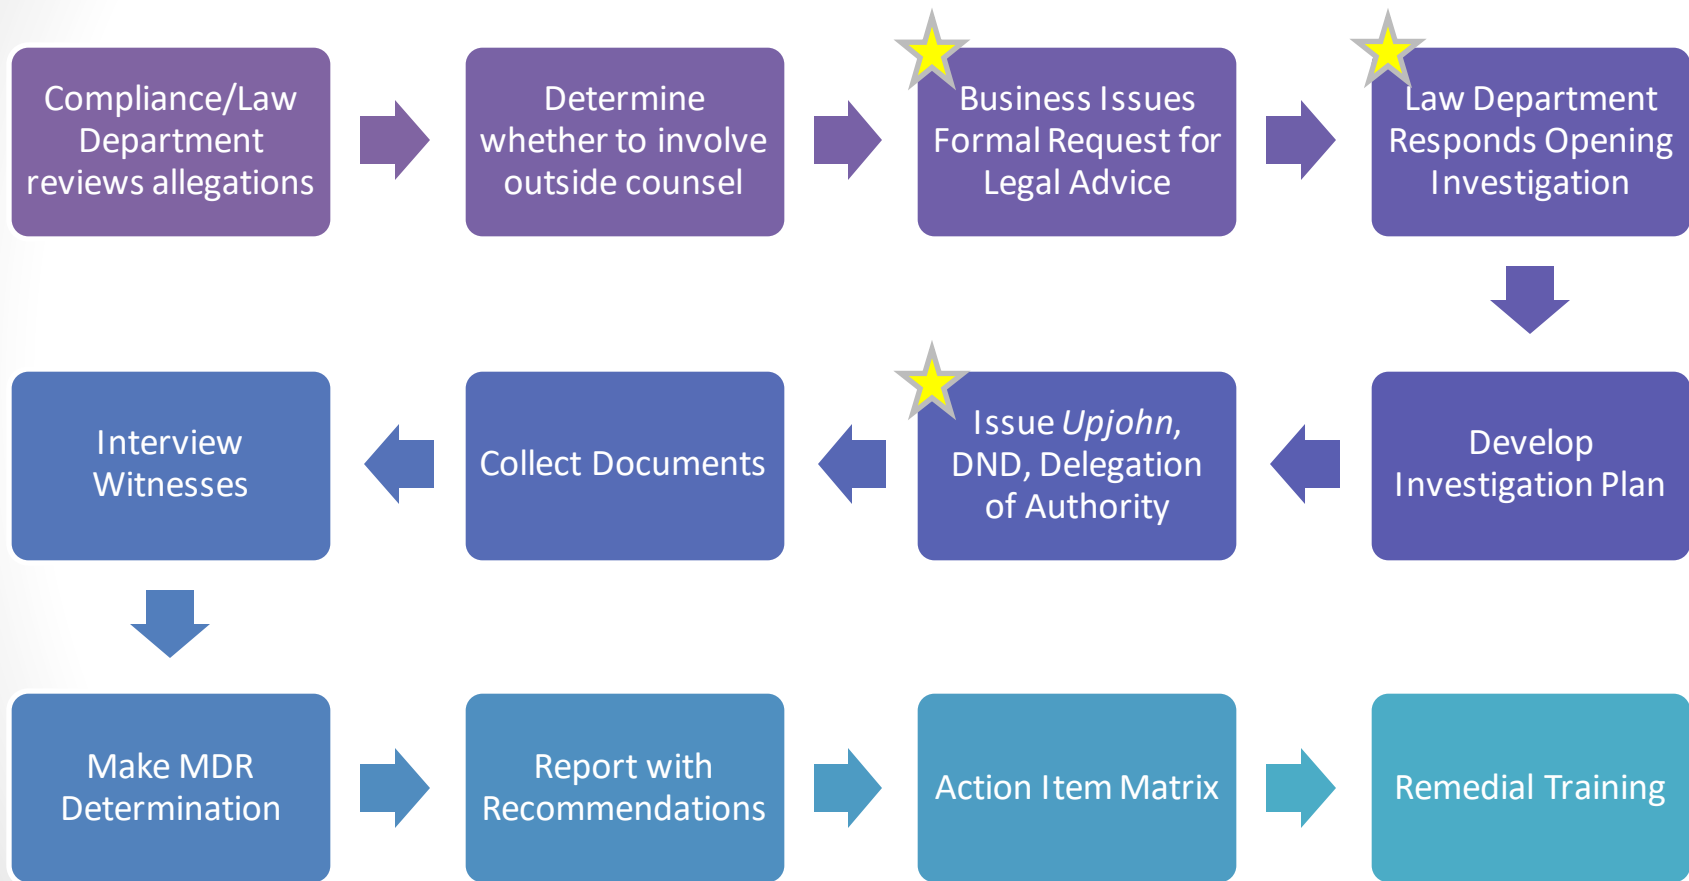 Compliance/Law
Department
reviews allegations
Determine
whether to involve
outside counsel
Business Issues
Formal Request for
Legal Advice
Law Department
Responds Opening
Investigation
Develop
Investigation Plan
Issue Upjohn,
DND, Delegation
of Authority
Collect Documents
Interview
Witnesses
Make MDR
Determination
Report with
Recommendations
Action Item Matrix
Remedial Training